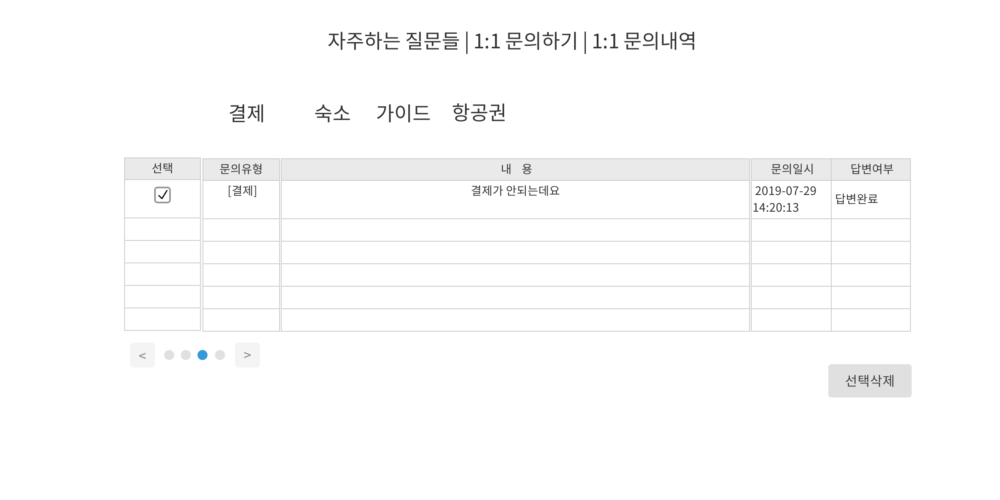 자주하는 질문들 | 1:1 문의하기 | 1:1 문의내역
결제 숙소 가이드 항공권
선택 문의유형 내 용 문의일시 답변여부
[결제] 결제가 안되는데요 2019-07-29
14:20:13 답변완료
< >
선택삭제